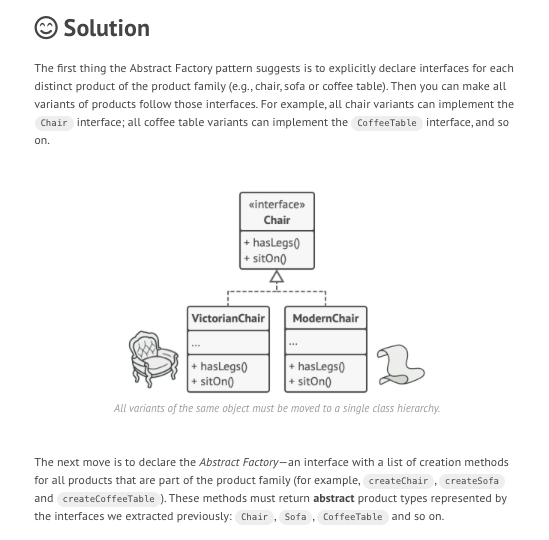 Solution
The first thing the Abstract Factory pattern suggests is to explicitly declare interfaces for each
distinct product of the product family (e.g., chair, sofa or coffee table). Then you can make all
variants of products follow those interfaces. For example, all chair variants can implement the
Chair interface; all coffee table variants can implement the CoffeeTable interface, and so
on.
«interface»
Chair
+ hasLegs()
+ sitOn()
VictorianChair
...
+ hasLegs()
+ sitOn()
ModernChair
...
+ hasLegs()
+ sitOn()
All variants of the same object must be moved to a single class hierarchy.
The next move is to declare the Abstract Factory—an interface with a list of creation methods
for all products that are part of the product family (for example, createChair , createSofa
and createCoffeeTable ). These methods must return abstract product types represented by
the interfaces we extracted previously: Chair , Sofa , CoffeeTable and so on.